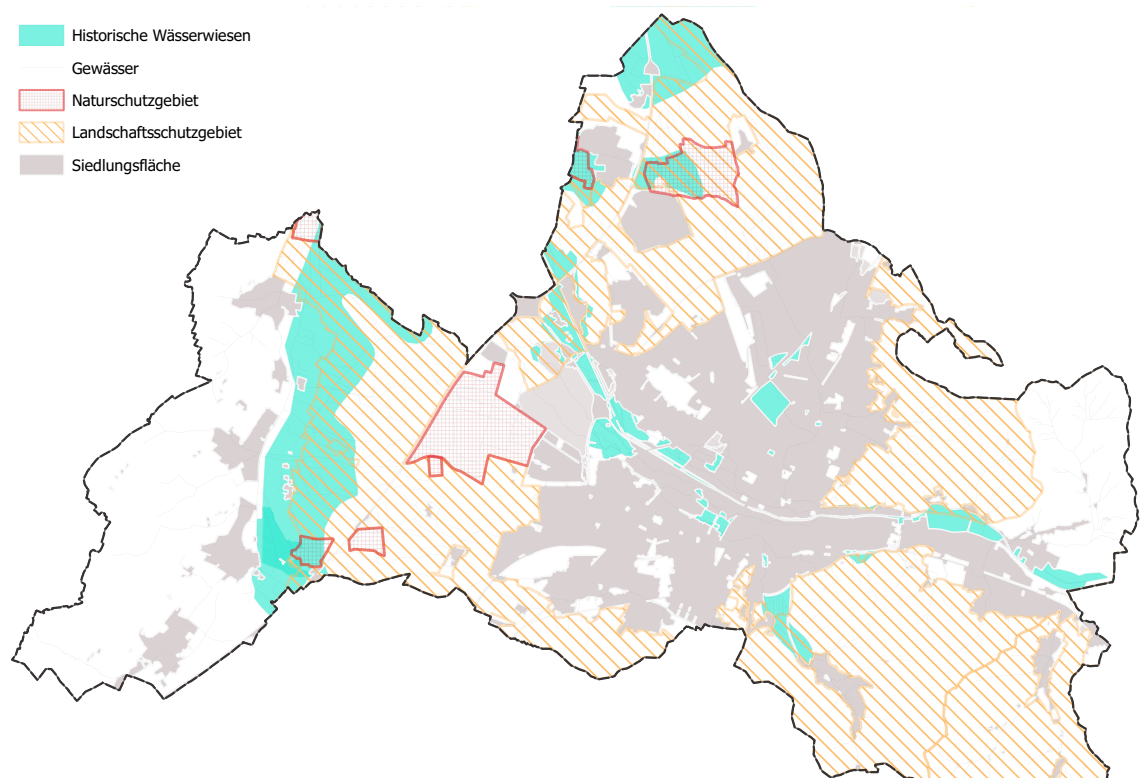 Historische Wässerwiesen
Gewässer
Naturschutzgebiet
Landschaftsschutzgebiet
Siedlungsfläche